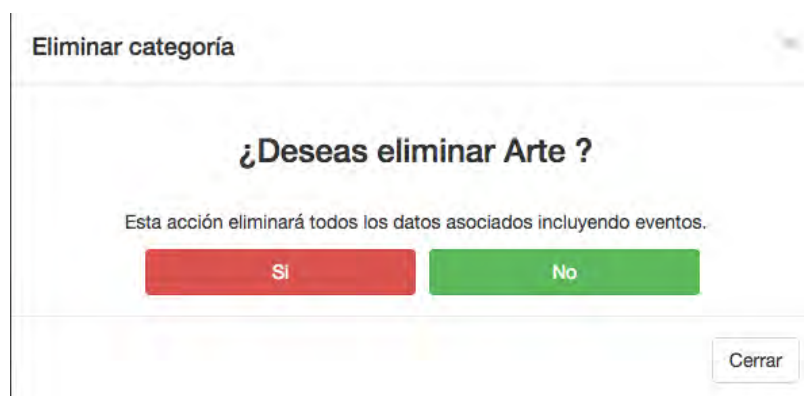 Eliminar categoría
¿Deseas eliminar Arte ?
Esta acción eliminará todos los datos asociados incluyendo eventos.
Si No
Cerrar